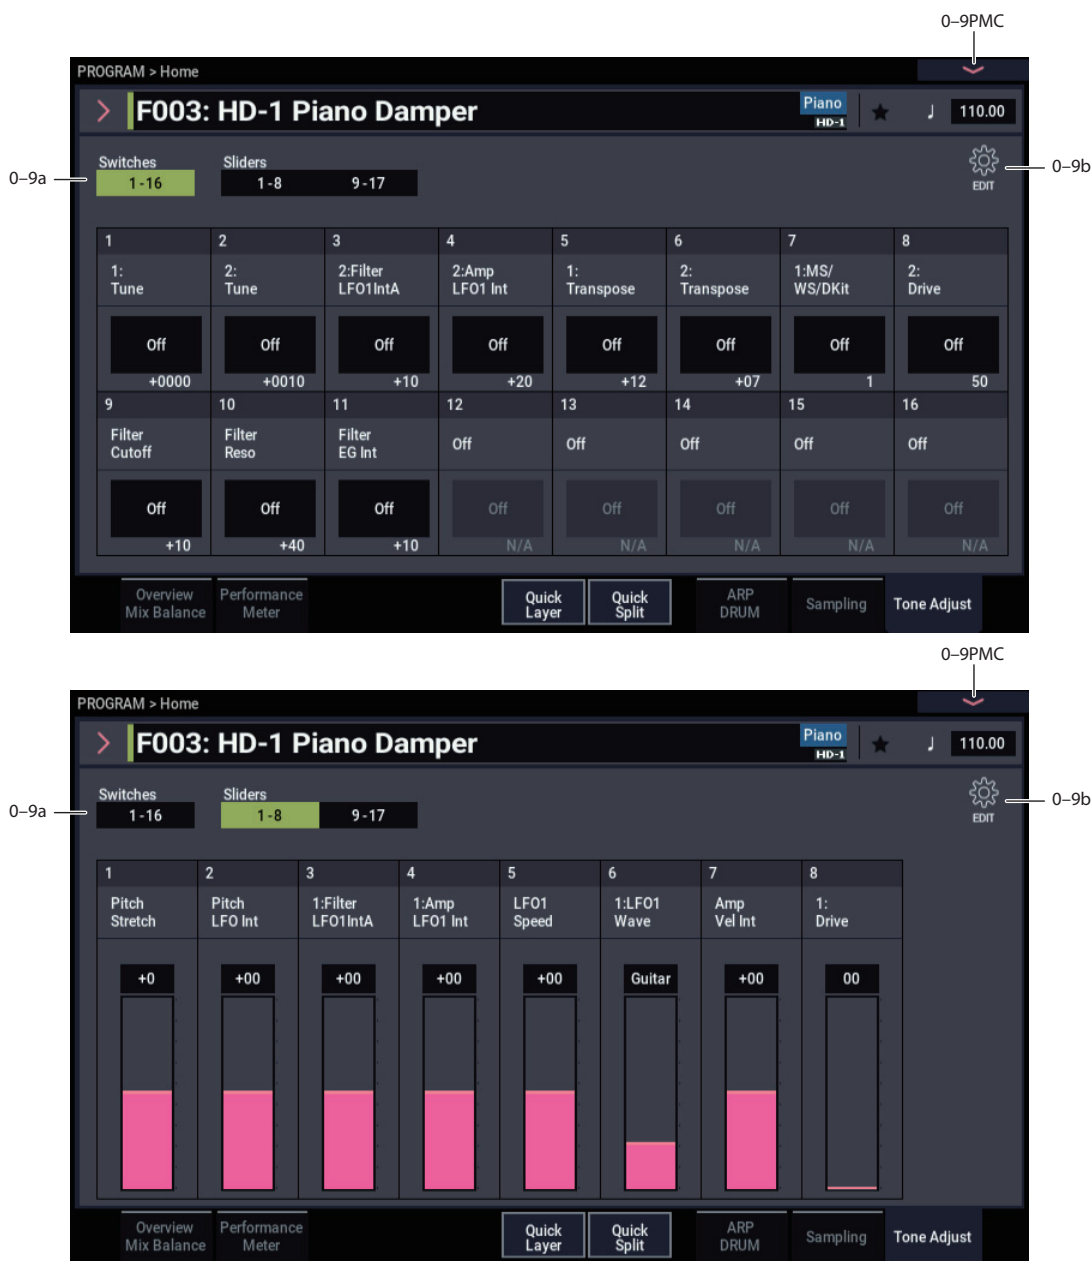 0–9PMC
PROGRAM > Home
F003: HD-1 Piano Damper
Piano
HD-1
110.00
0–9a
Switches
1-16
Sliders
1-8 9-17
EDIT
0–9b
1 2 3 4 5 6 7 8
1: 2: 2:Filter 2:Amp 1: 2: 1:MS/ 2:
Tune Tune LFO1IntA LFO1 Int Transpose Transpose WS/DKit Drive
Off Off Off Off Off Off Off Off
+0000 +0010 +10 +20 +12 +07 1 50
9 10 11 12 13 14 15 16
Filter Filter Filter
Cutoff Reso EG Int
Off Off Off Off Off
Off Off Off Off Off Off Off Off
+10 +40 +10 N/A N/A N/A N/A N/A
Overview Performance Quick Quick ARP
Mix Balance Meter Layer Split DRUM Sampling Tone Adjust
0–9PMC
PROGRAM > Home
F003: HD-1 Piano Damper
Piano
HD-1
110.00
0–9a
Switches
1-16
Sliders
1-8 9-17
EDIT
0–9b
1 2 3 4 5 6 7 8
Pitch Pitch 1:Filter 1:Amp LFO1 1:LFO1 Amp 1:
Stretch LFO Int LFO1IntA LFO1 Int Speed Wave Vel Int Drive
+0 +00 +00 +00 +00 Guitar +00 00
Overview Performance Quick Quick ARP
Mix Balance Meter Layer Split DRUM Sampling Tone Adjust